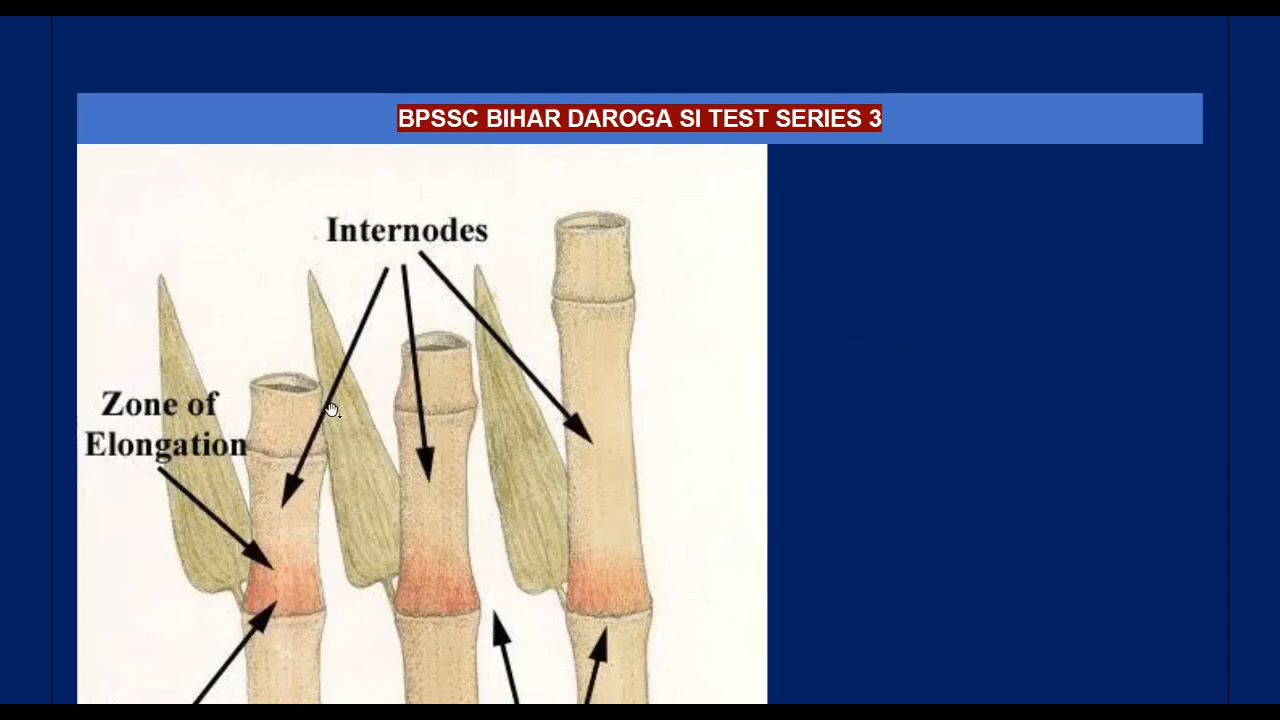 BPSSC BIHAR DAROGA SI TEST SERIES 3
Internodes
Zone of
Elongation